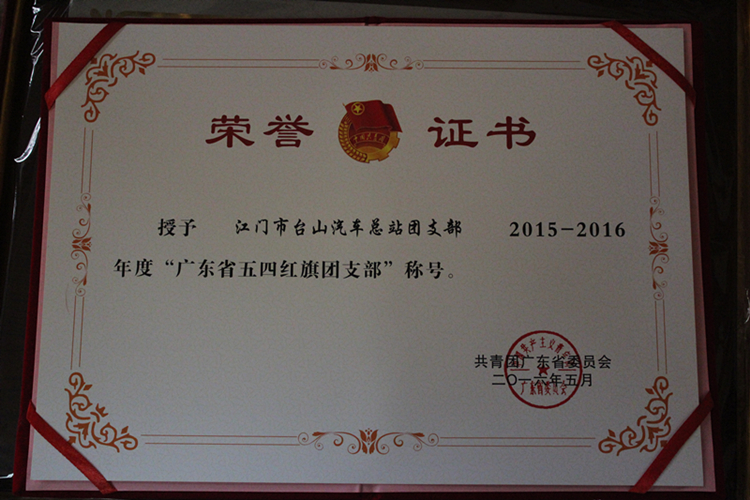 荣誉 证书
授予 江门市台山汽车总站团支部 2015-2016
年度“广东省五四红旗团支部”称号。
共青团广东省委员会
二〇一六年五月